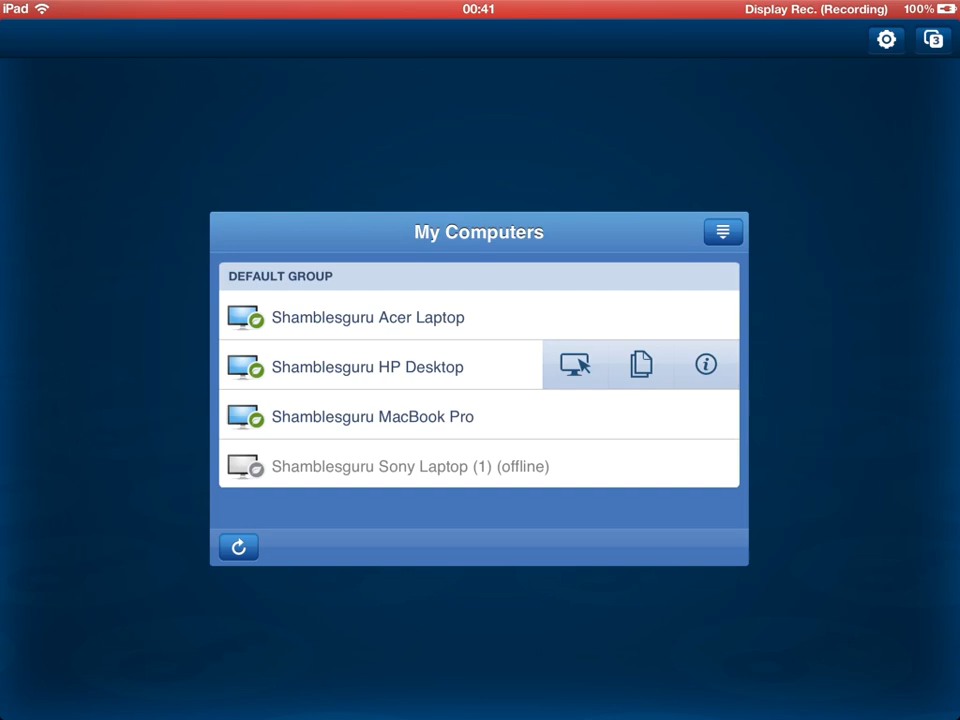 iPad 00:41 Display Rec. (Recording) 100%
3
My Computers
DEFAULT GROUP
Shamblesguru Acer Laptop
Shamblesguru HP Desktop
Shamblesguru MacBook Pro
Shamblesguru Sony Laptop (1) (offline)